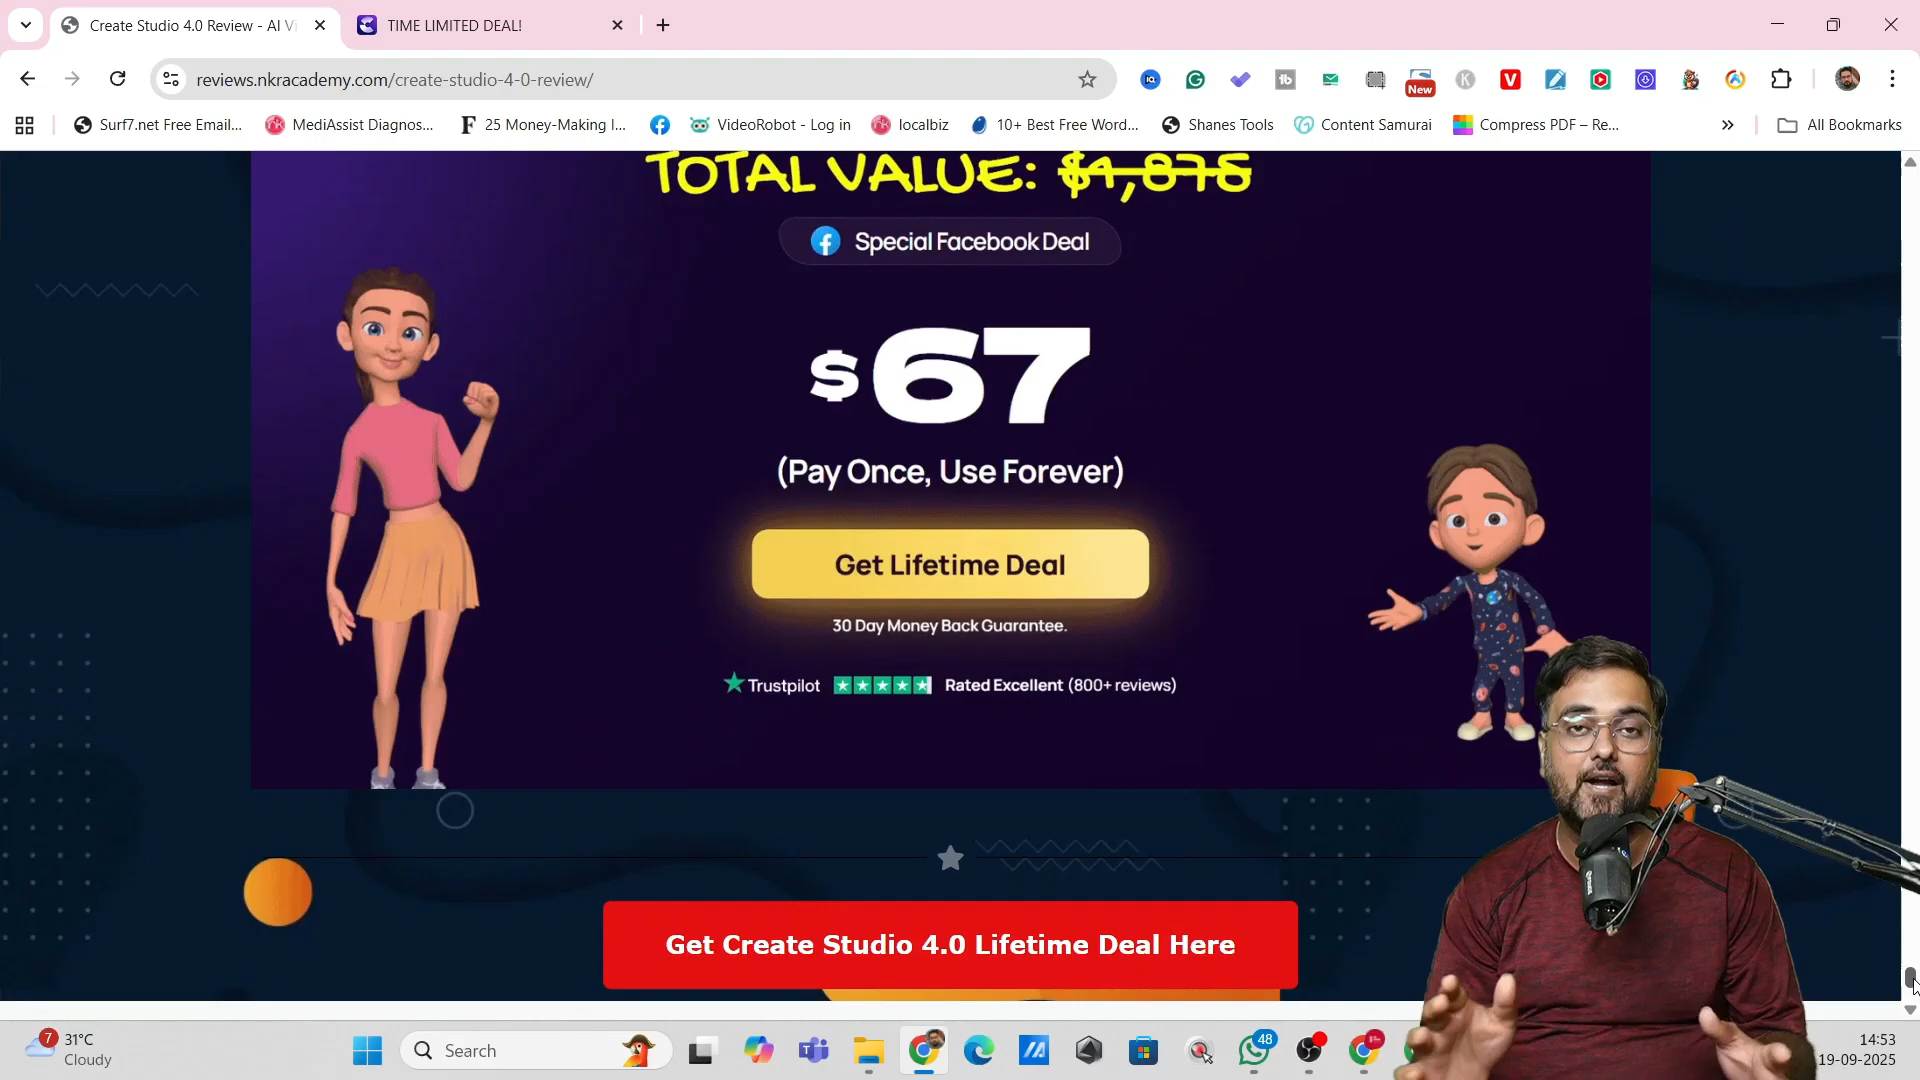 Create Studio 4.0 Review - AI Vi
TIME LIMITED DEAL!
reviews.nkracademy.com/create-studio-4-0-review/
New
Surf7.net Free Email...
MediAssist Diagnos...
25 Money-Making I...
VideoRobot - Log in
localbiz
10+ Best Free Word...
Shanes Tools
Content Samurai
Compress PDF – Re...
All Bookmarks
TOTAL VALUE: $4,875
Special Facebook Deal
$67
(Pay Once, Use Forever)
Get Lifetime Deal
30 Day Money Back Guarantee.
Trustpilot
Rated Excellent (800+ reviews)
Get Create Studio 4.0 Lifetime Deal Here
7
31°C
Cloudy
Search
48
14:53
19-09-2025